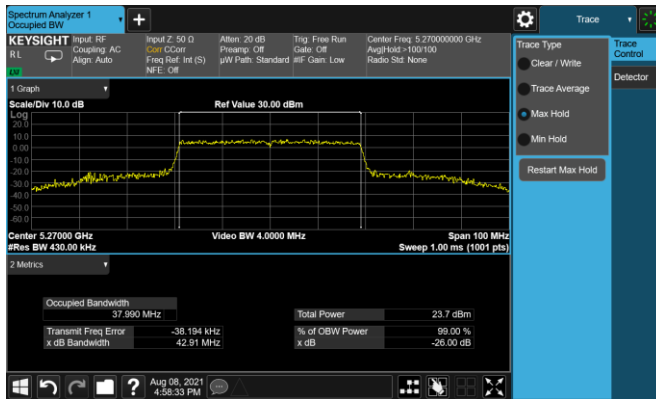 Spectrum Analyzer 1
Occupied BW
+
Trace
KEYSIGHT
R L
LXI
Input: RF
Coupling: AC
Align: Auto
Input Z: 50 Ω
Corr CCorr
Freq Ref: Int (S)
NFE: Off
Atten: 20 dB
Preamp: Off
µW Path: Standard
Trig: Free Run
Gate: Off
#IF Gain: Low
Center Freq: 5.270000000 GHz
Avg|Hold:>100/100
Radio Std: None
1 Graph
Scale/Div 10.0 dB
Ref Value 30.00 dBm
Log
20.0
10.0
0.00
-10.0
-20.0
-30.0
-40.0
-50.0
-60.0
Center 5.27000 GHz
#Res BW 430.00 kHz
Video BW 4.0000 MHz
Span 100 MHz
Sweep 1.00 ms (1001 pts)
2 Metrics
Occupied Bandwidth
37.990 MHz
Total Power 23.7 dBm
Transmit Freq Error -38.194 kHz
% of OBW Power 99.00 %
x dB Bandwidth 42.91 MHz
x dB -26.00 dB
?
Aug 08, 2021
4:58:33 PM
Trace Type
Clear / Write
Trace Average
Max Hold
Min Hold
Restart Max Hold
Trace
Control
Detector